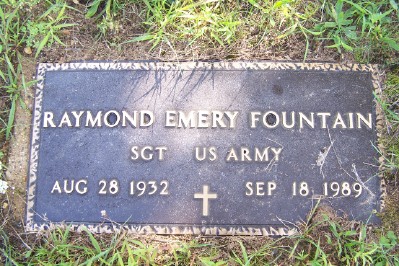 RAYMOND EMERY FOUNTAIN
SGT US ARMY
AUG 28 1932 SEP 18 1989